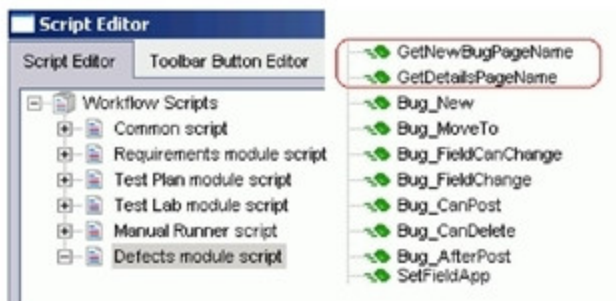 Script Editor
Script Editor
Toolbar Button Editor
Workflow Scripts
Common script
Requirements module script
Test Plan module script
Test Lab module script
Manual Runner script
Defects module script
GetNewBugPageName
GetDetailsPageName
Bug_New
Bug_MoveTo
Bug_FieldCanChange
Bug_FieldChange
Bug_CanPost
Bug_CanDelete
Bug_AfterPost
SetFieldApp